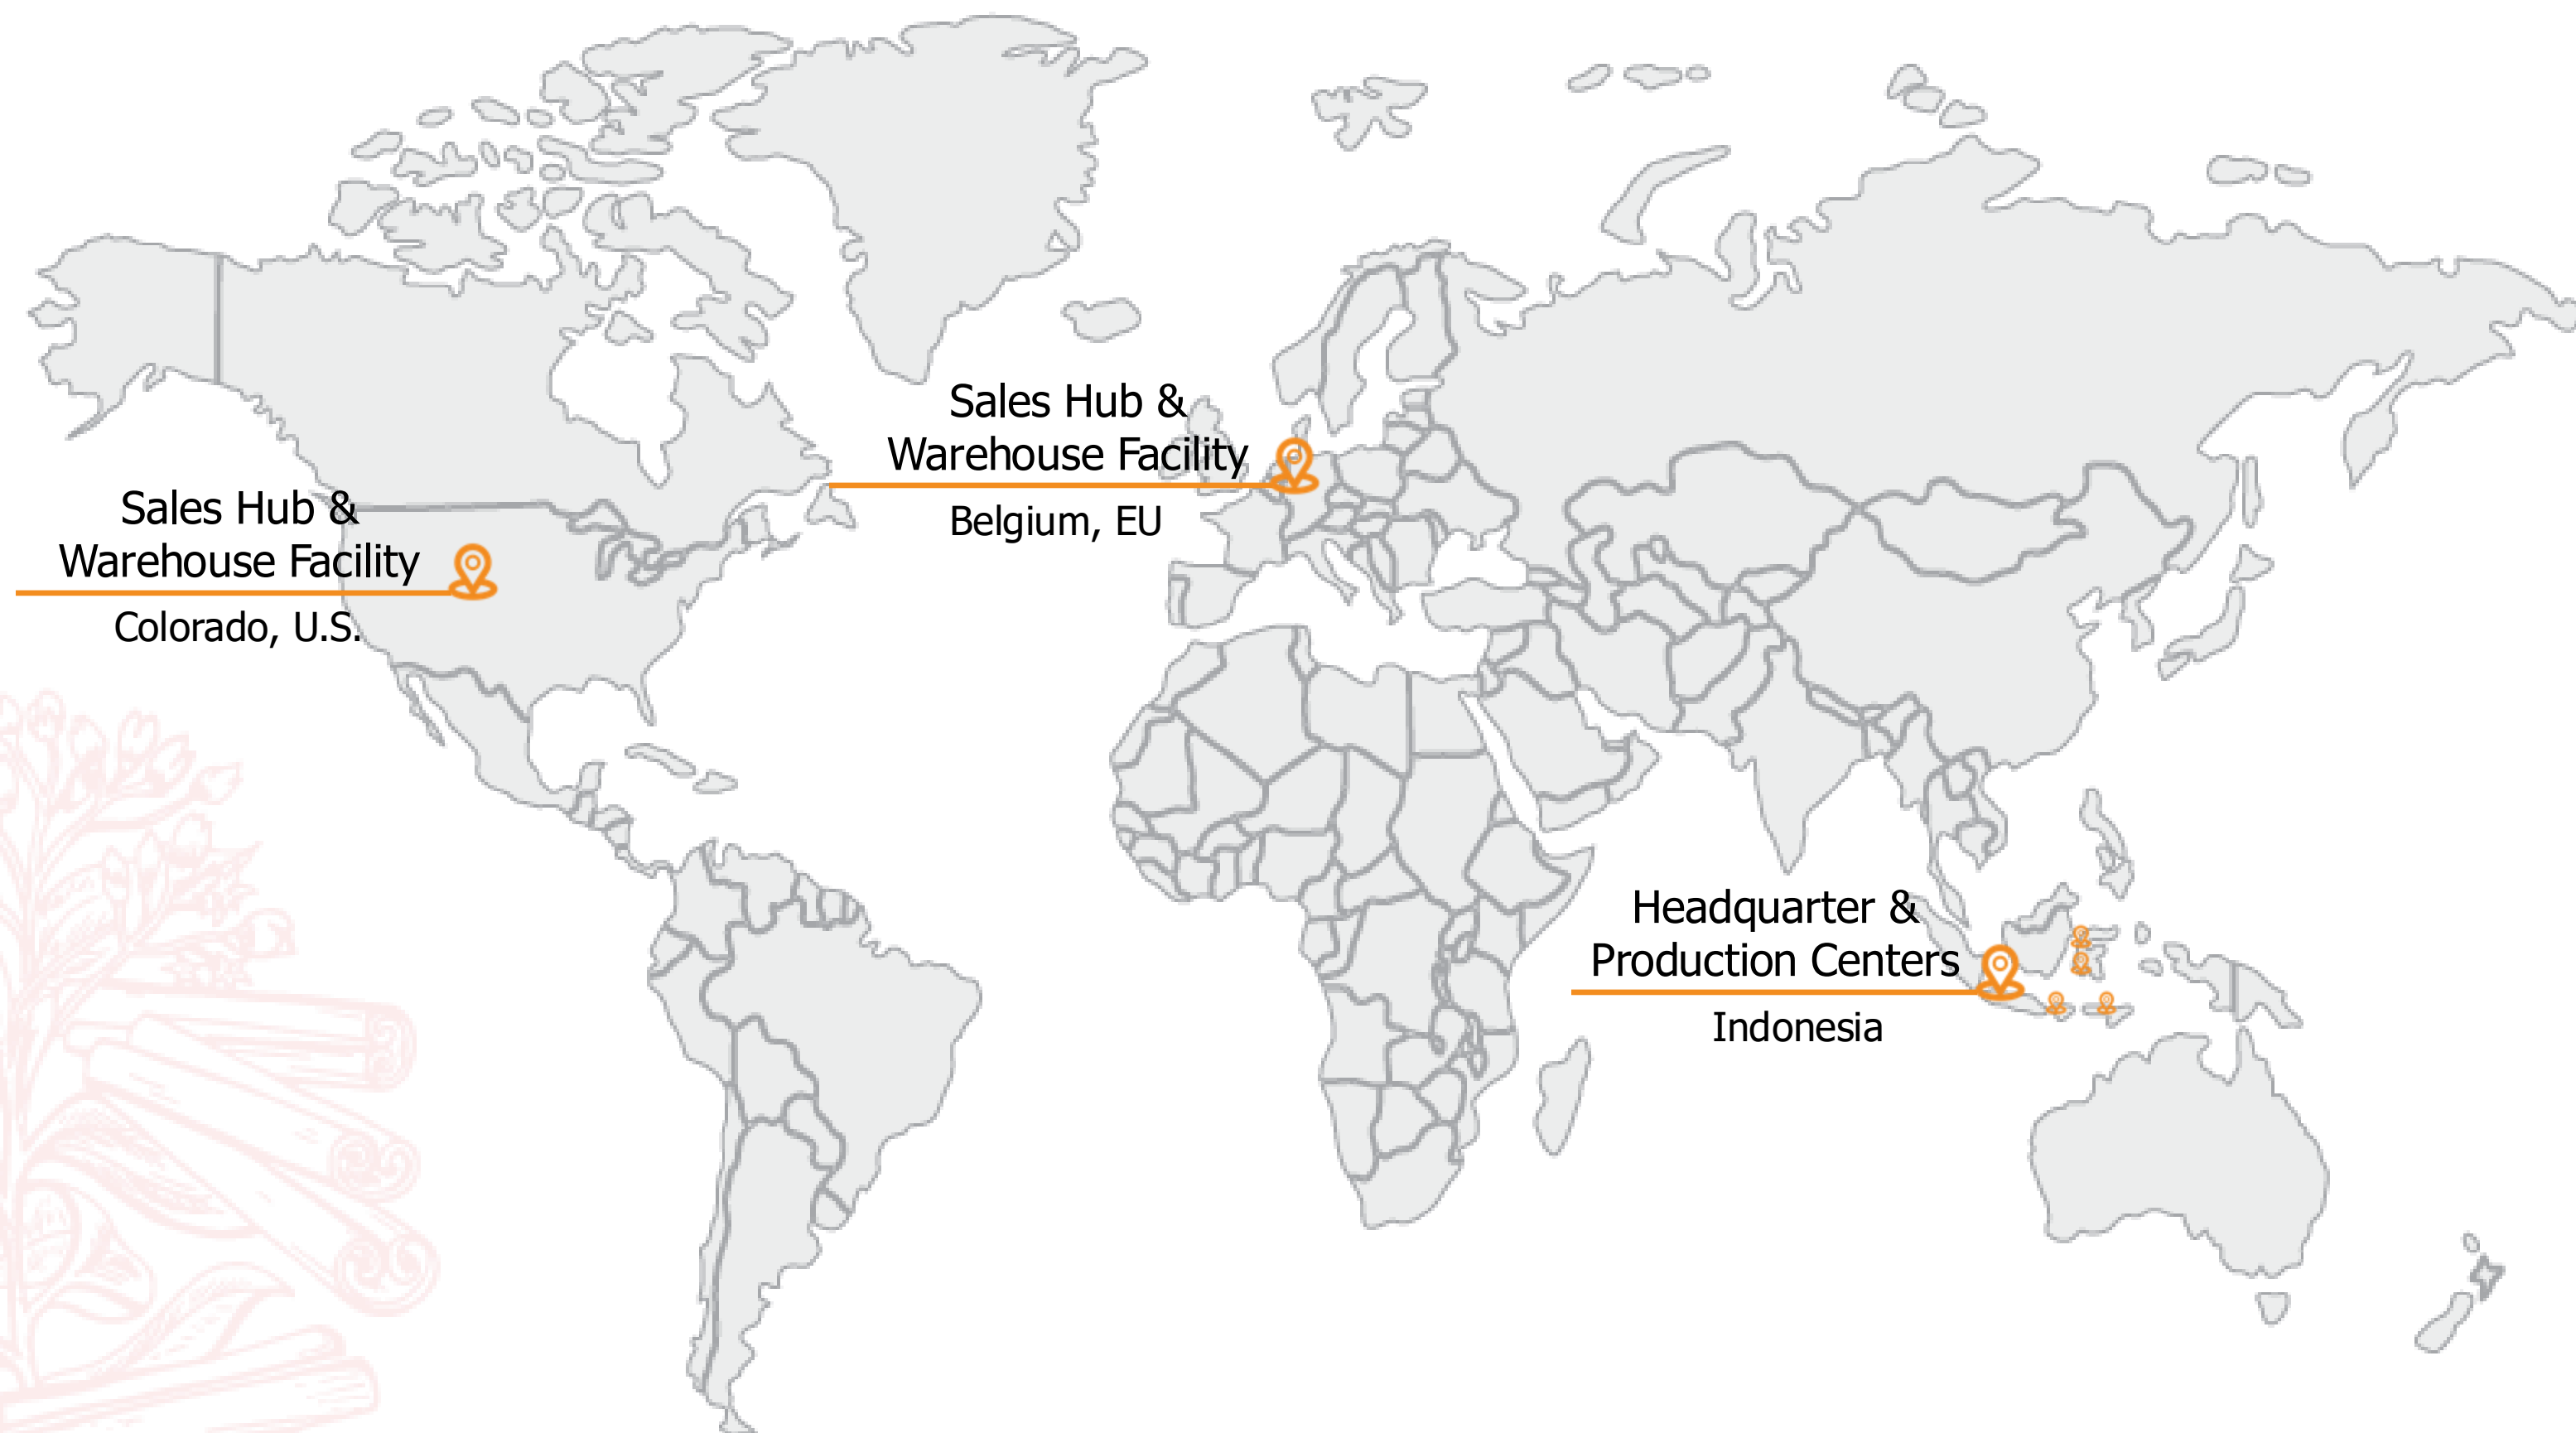 Sales Hub &
Warehouse Facility
Belgium, EU
Sales Hub &
Warehouse Facility
Colorado, U.S.
Headquarter &
Production Centers
Indonesia